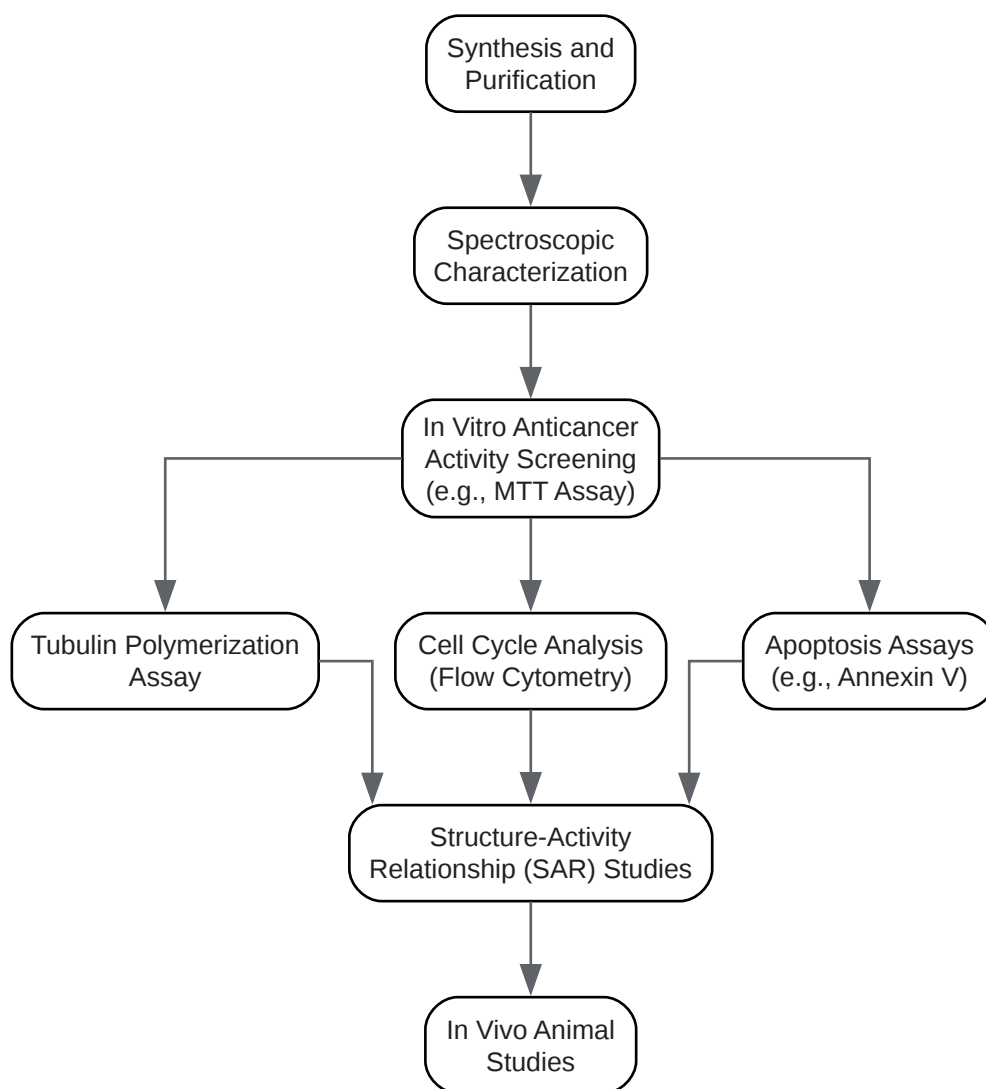 Synthesis and
Purification
Spectroscopic
Characterization
In Vitro Anticancer
Activity Screening
(e.g., MTT Assay)
Tubulin Polymerization
Assay
Cell Cycle Analysis
(Flow Cytometry)
Apoptosis Assays
(e.g., Annexin V)
Structure-Activity
Relationship (SAR) Studies
In Vivo Animal
Studies